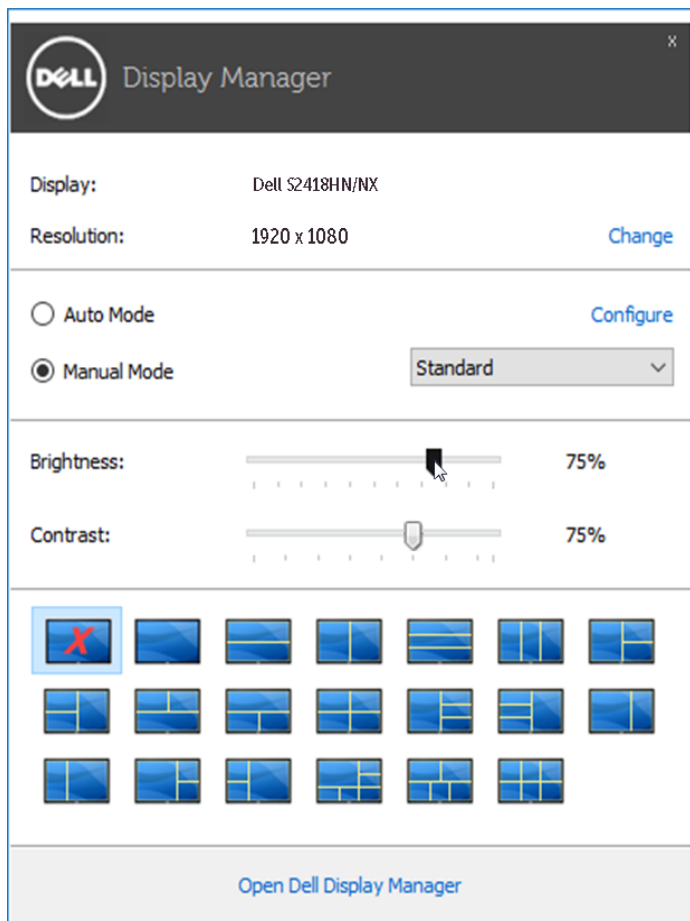 DELL Display Manager x
Display: Dell S2418HN/NX
Resolution: 1920 x 1080 Change
Auto Mode Configure
Manual Mode Standard
Brightness: 75%
Contrast: 75%
X
Open Dell Display Manager